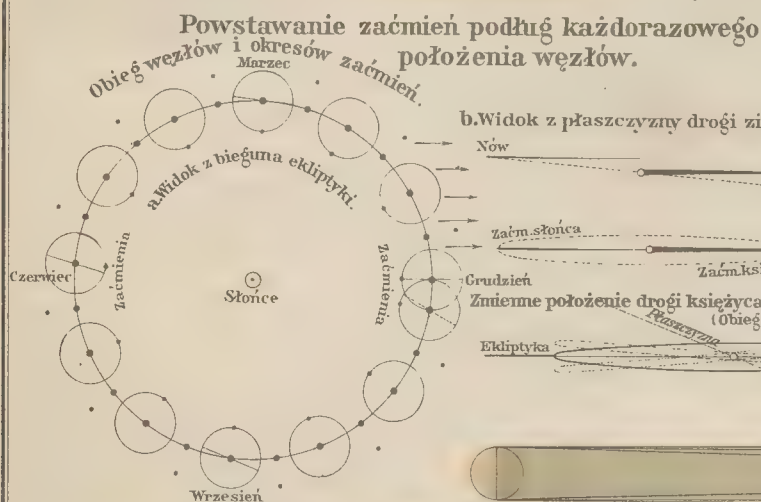 Powstawanie zaćmień podług każdorazowego
położenia węzłów.
Obieg węzłów i okresów zaćmień.
Marzec
a.Widok z bieguna ekliptyki.
Czerwiec
Zaćmienia
Słońce
Zaćmienia
Grudzień
Wrzesień
b.Widok z płaszczyzny drogi zi
Nów
Zaćm.słońca
Zaćm.ksi
Zmienne położenie drogi księżyca
(Obieg
Płaszczyzna
Ekliptyka